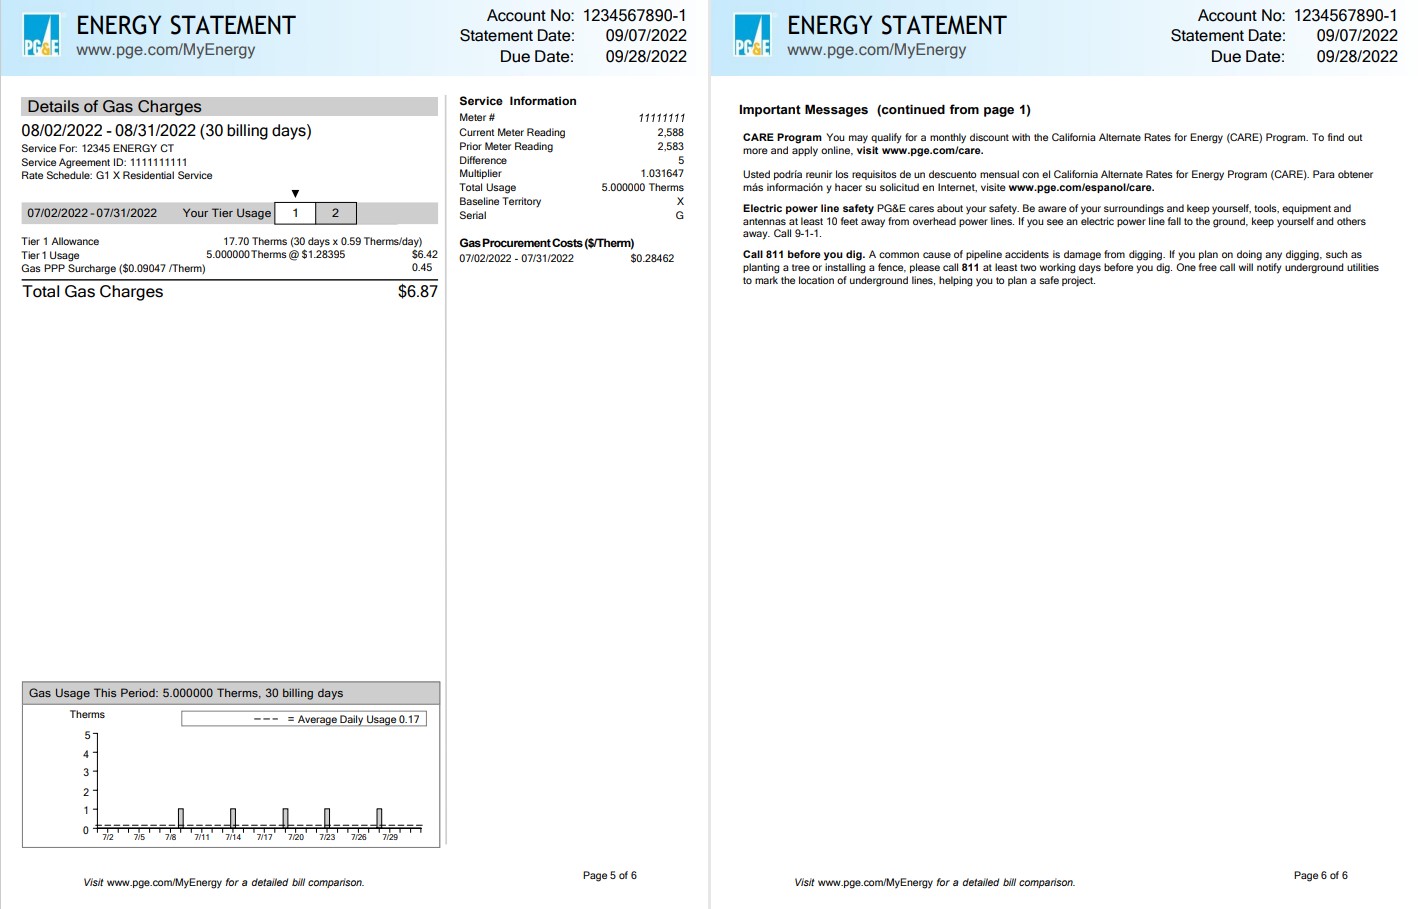 PG&E
ENERGY STATEMENT
www.pge.com/MyEnergy
Account No: 1234567890-1
Statement Date: 09/07/2022
Due Date: 09/28/2022
Details of Gas Charges
08/02/2022 - 08/31/2022 (30 billing days)
Service For: 12345 ENERGY CT
Service Agreement ID: 1111111111
Rate Schedule: G1 X Residential Service
07/02/2022 - 07/31/2022 Your Tier Usage 1 2
Tier 1 Allowance 17.70 Therms (30 days x 0.59 Therms/day)
Tier 1 Usage 5.000000 Therms @ $1.28395 $6.42
Gas PPP Surcharge ($0.09047 /Therm) 0.45
Total Gas Charges $6.87
Service Information
Meter # 11111111
Current Meter Reading 2,588
Prior Meter Reading 2,583
Difference 5
Multiplier 1.031647
Total Usage 5.000000 Therms
Baseline Territory X
Serial G
Gas Procurement Costs ($/Therm)
07/02/2022 - 07/31/2022 $0.28462
Gas Usage This Period: 5.000000 Therms, 30 billing days
Therms
= Average Daily Usage 0.17
5
4
3
2
1
0
7/2 7/5 7/8 7/11 7/14 7/17 7/20 7/23 7/26 7/29
Visit www.pge.com/MyEnergy for a detailed bill comparison.
Page 5 of 6
PG&E
ENERGY STATEMENT
www.pge.com/MyEnergy
Account No: 1234567890-1
Statement Date: 09/07/2022
Due Date: 09/28/2022
Important Messages (continued from page 1)
CARE Program You may qualify for a monthly discount with the California Alternate Rates for Energy (CARE) Program. To find out
more and apply online, visit www.pge.com/care.
Usted podría reunir los requisitos de un descuento mensual con el California Alternate Rates for Energy Program (CARE). Para obtener
más información y hacer su solicitud en Internet, visite www.pge.com/espanol/care.
Electric power line safety PG&E cares about your safety. Be aware of your surroundings and keep yourself, tools, equipment and
antennas at least 10 feet away from overhead power lines. If you see an electric power line fall to the ground, keep yourself and others
away. Call 9-1-1.
Call 811 before you dig. A common cause of pipeline accidents is damage from digging. If you plan on doing any digging, such as
planting a tree or installing a fence, please call 811 at least two working days before you dig. One free call will notify underground utilities
to mark the location of underground lines, helping you to plan a safe project.
Visit www.pge.com/MyEnergy for a detailed bill comparison.
Page 6 of 6